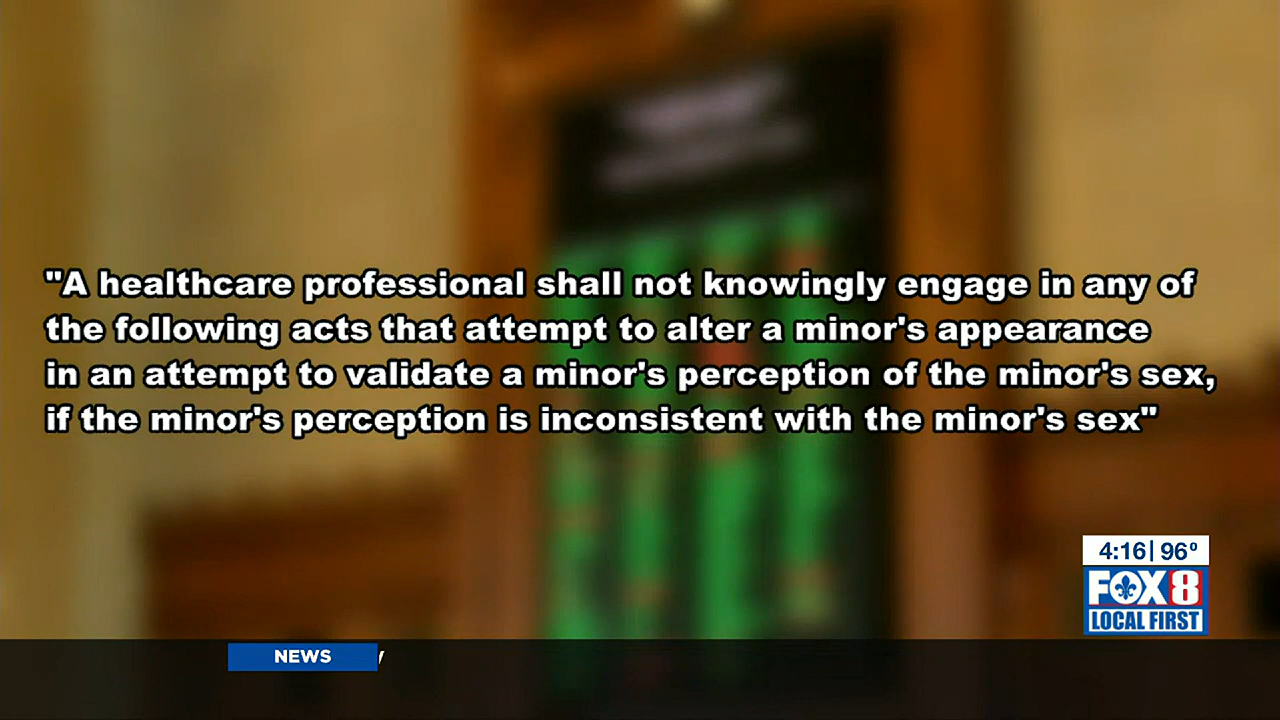 "A healthcare professional shall not knowingly engage in any of
the following acts that attempt to alter a minor's appearance
in an attempt to validate a minor's perception of the minor's sex,
if the minor's perception is inconsistent with the minor's sex"
4:16| 96°
FOX 8
LOCAL FIRST
NEWS